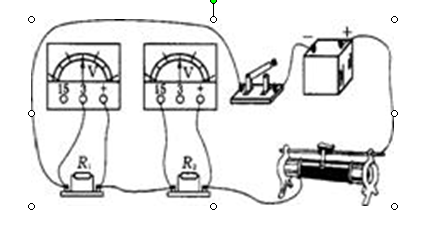 − +
V V
15 3 + 15 3 +
R₁ R₂